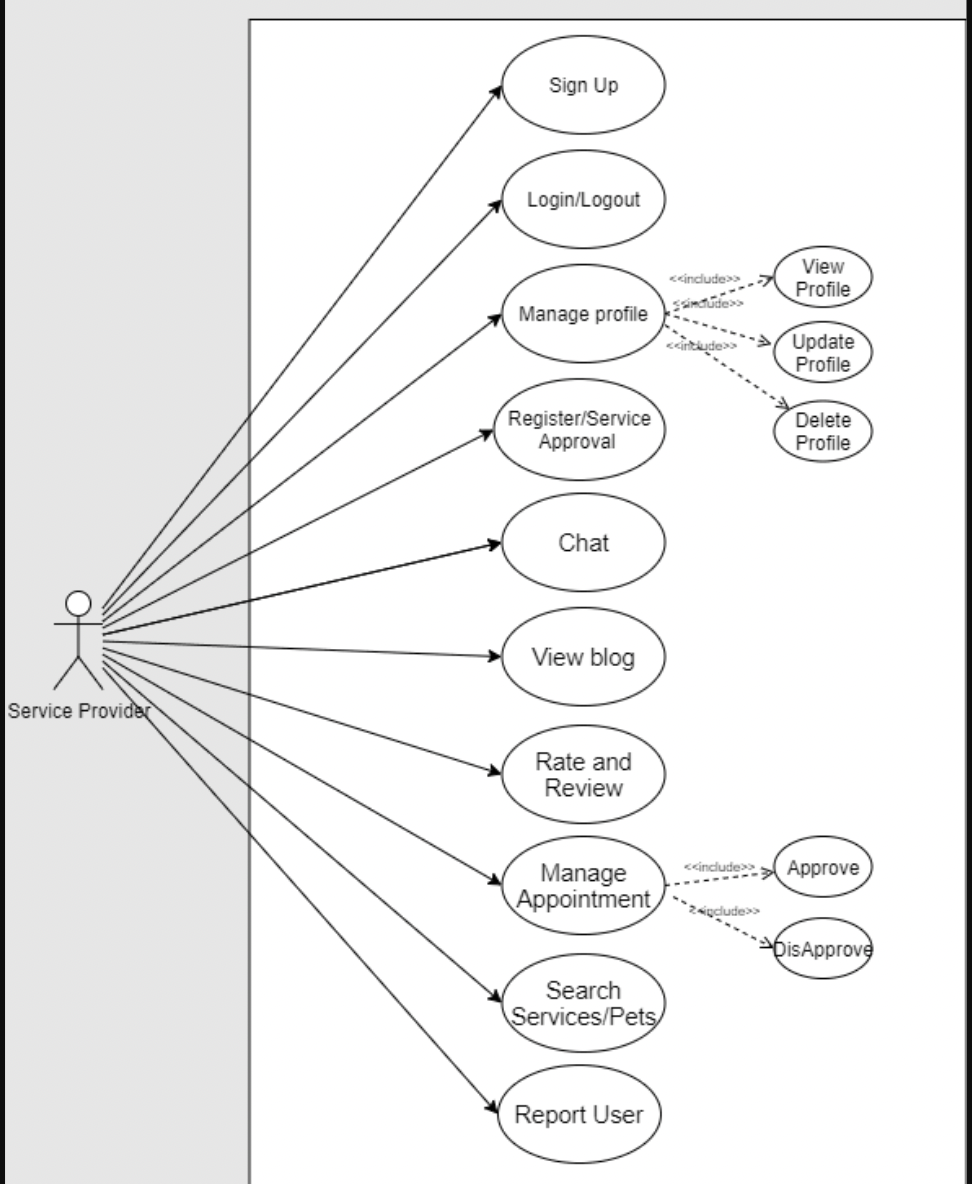 Sign Up
Login/Logout
Manage profile
<<include>>
<<include>>
<<include>>
View
Profile
Update
Profile
Delete
Profile
Register/Service
Approval
Chat
Service Provider
View blog
Rate and
Review
Manage
Appointment
<<include>>
<<include>>
Approve
DisApprove
Search
Services/Pets
Report User